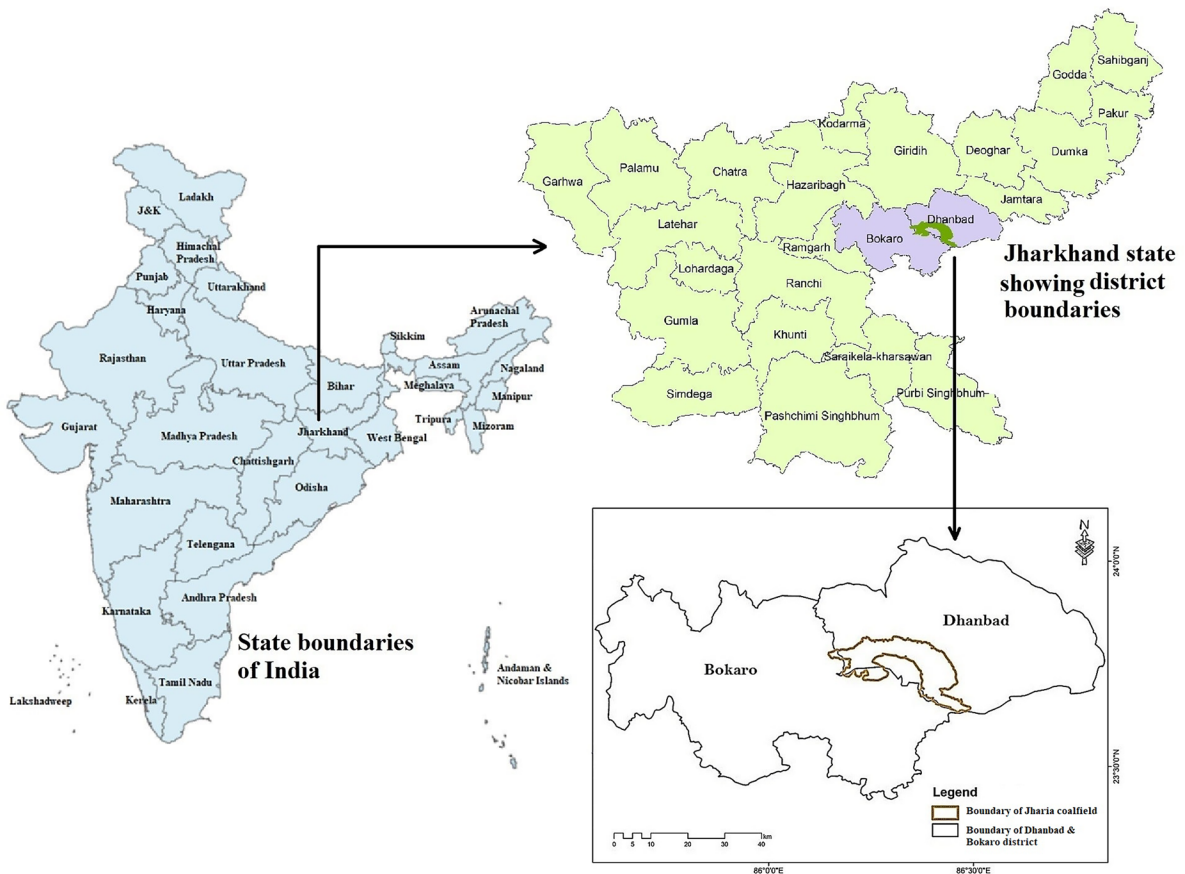 Ladakh
J&K
Himachal
Pradesh
Punjab
Uttarakhand
Haryana
Rajasthan
Uttar Pradesh
Bihar
Sikkim
Arunachal
Pradesh
Assam
Nagaland
Meghalaya
Manipur
Tripura
Mizoram
Gujarat
Madhya Pradesh
Jharkhand
West Bengal
Chattishgarh
Odisha
Maharashtra
Telengana
Andhra Pradesh
Karnataka
Tamil Nadu
Kerela
Lakshadweep
Andaman &
Nicobar Islands
State boundaries
of India
Sahibganj
Godda
Pakur
Kodarma
Giridih
Deoghar
Dumka
Garhwa
Palamu
Chatra
Hazaribagh
Jamtara
Latehar
Dhanbad
Bokaro
Ramgarh
Lohardaga
Ranchi
Gumla
Khunti
Saraikela-kharsawan
Simdega
Purbi Singhbhum
Pashchimi Singhbhum
Jharkhand state
showing district
boundaries
N
24°0'0"N
Dhanbad
Bokaro
23°30'0"N
Legend
Boundary of Jharia coalfield
Boundary of Dhanbad &
Bokaro district
km
0 5 10 20 30 40
86°0'0"E
86°30'0"E